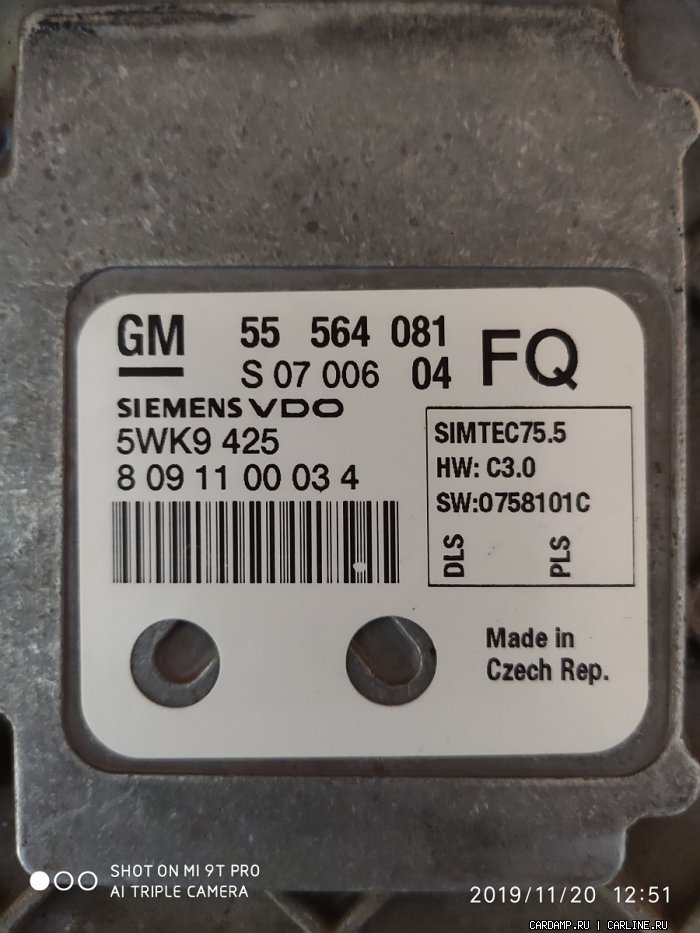 GM 55 564 081 FQ
S 07 006 04
SIEMENS VDO
5WK9 425
8 09 11 00 03 4
SIMTEC75.5
HW: C3.0
SW:0758101C
DLS
PLS
Made in
Czech Rep.
SHOT ON MI 9T PRO
AI TRIPLE CAMERA
2019/11/20 12:51
CARDAMP.RU | CARLINE.RU